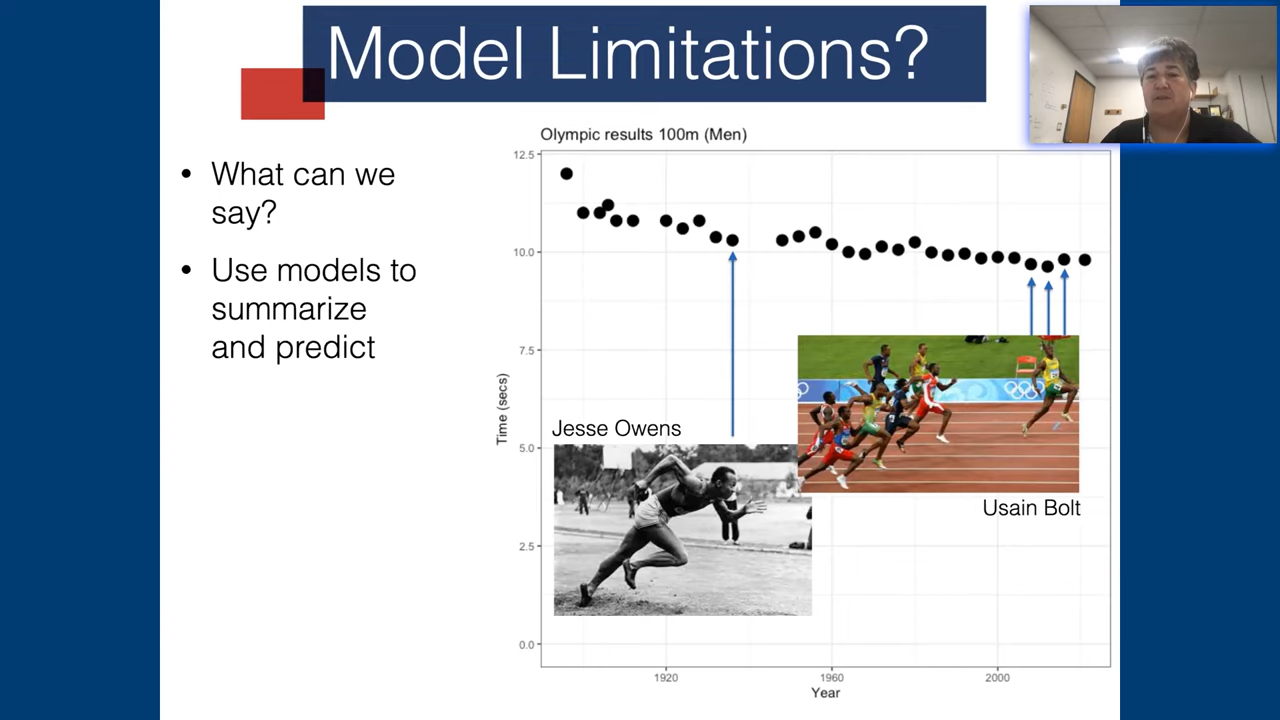 Model Limitations?
• What can we
say?
• Use models to
summarize
and predict
Olympic results 100m (Men)
12.5
10.0
7.5
5.0
2.5
0.0
Time (secs)
1920
1960
2000
Year
Jesse Owens
Usain Bolt